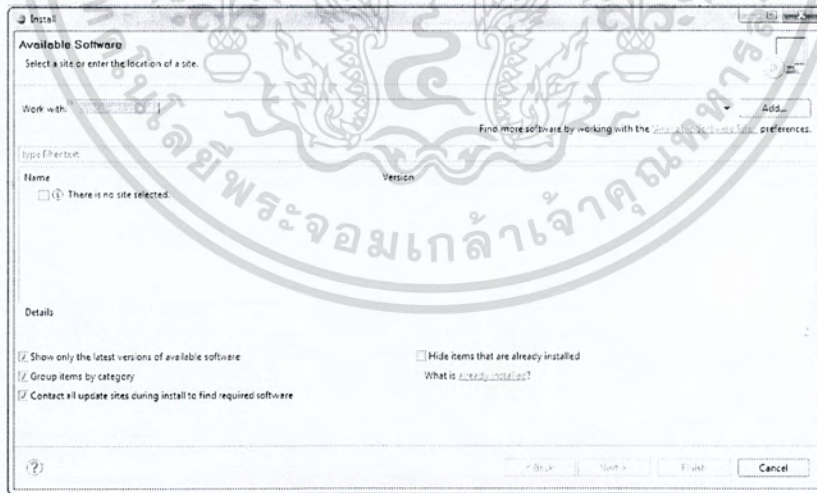 Install
Available Software
Select a site or enter the location of a site.
Work with:
Add...
Find more software by working with the "Available Software Sites" preferences.
type filter text
Name Version
There is no site selected.
Details
Show only the latest versions of available software
Hide items that are already installed
Group items by category
What is already installed?
Contact all update sites during install to find required software
< Back Next > Finish Cancel
พระจอมเกล้าเจ้าคุณทหาร